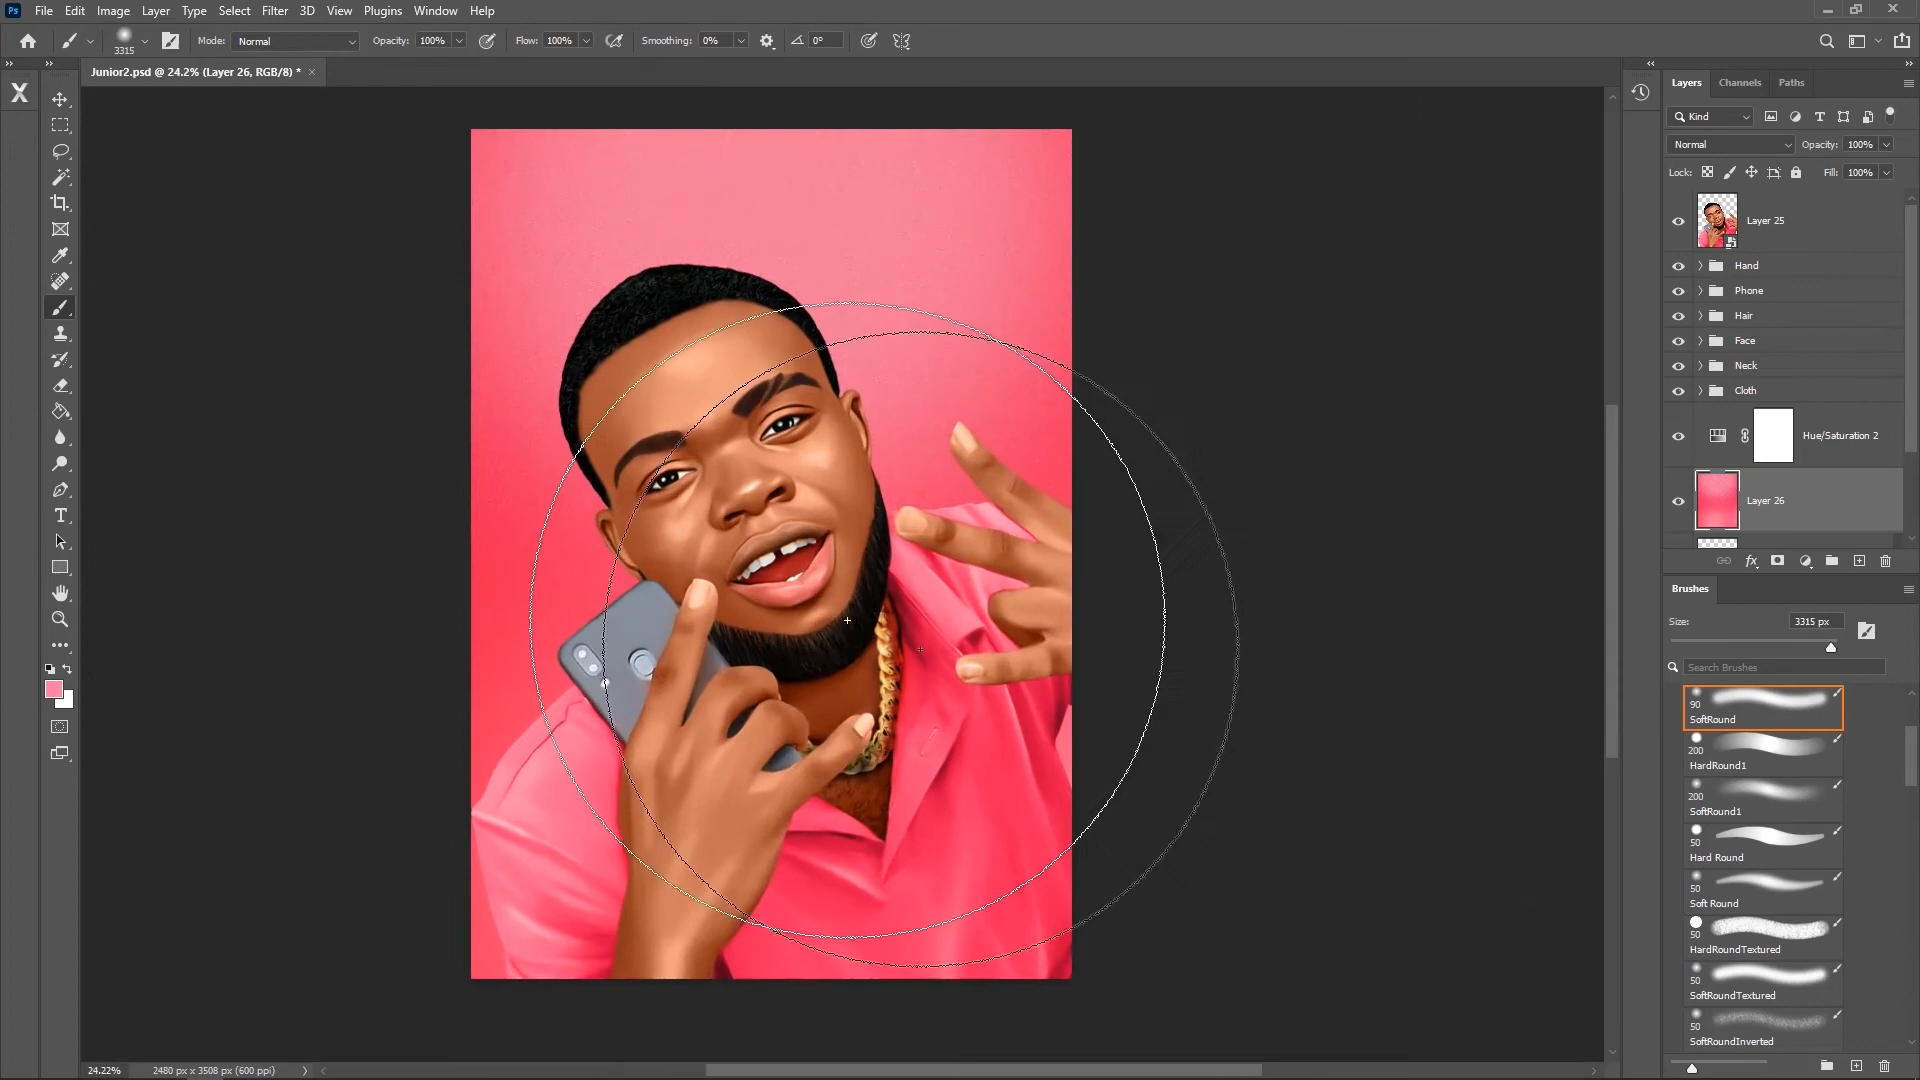 Ps File Edit Image Layer Type Select Filter 3D View Plugins Window Help
3315 Mode: Normal Opacity: 100% Flow: 100% Smoothing: 0% 0°
Junior2.psd @ 24.2% (Layer 26, RGB/8) * ×
X
T
Layers Channels Paths
Kind T
Normal Opacity: 100%
Lock: Fill: 100%
Layer 25
Hand
Phone
Hair
Face
Neck
Cloth
Hue/Saturation 2
Layer 26
fx
Brushes
Size: 3315 px
Search Brushes
90
SoftRound
200
HardRound1
200
SoftRound1
50
Hard Round
50
Soft Round
50
HardRoundTextured
50
SoftRoundTextured
50
SoftRoundInverted
24.22% 2480 px x 3508 px (600 ppi)